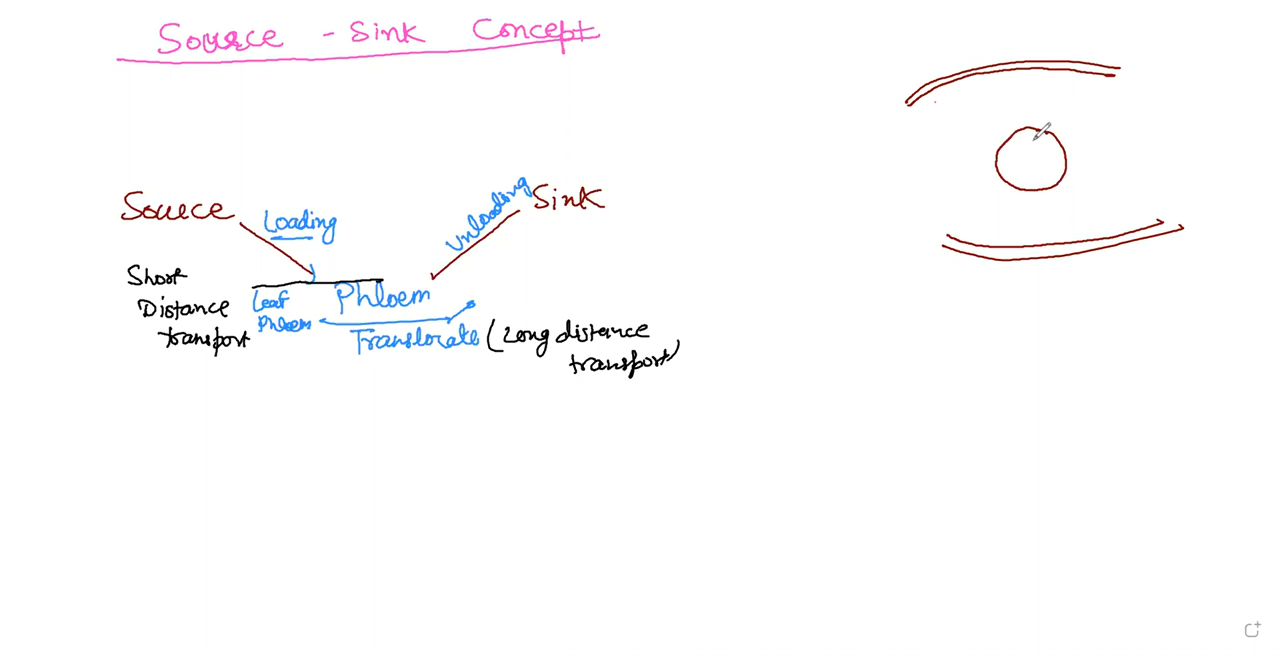 Source - Sink Concept
Source
Loading
Unloading
Sink
Short
Distance
transport
Leaf
Phloem
Phloem
Translocate (Long distance
transport)